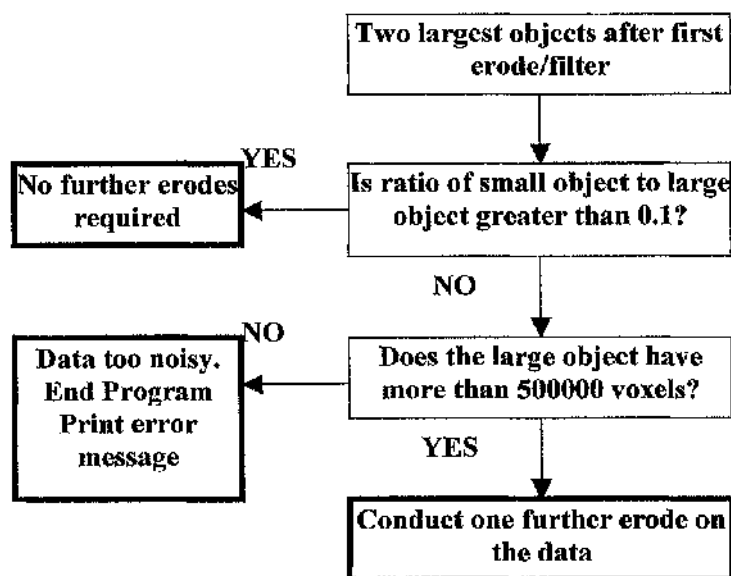 Two largest objects after first
erode/filter
YES
No further erodes
required
Is ratio of small object to large
object greater than 0.1?
NO
NO
Data too noisy.
End Program
Print error
message
Does the large object have
more than 500000 voxels?
YES
Conduct one further erode on
the data